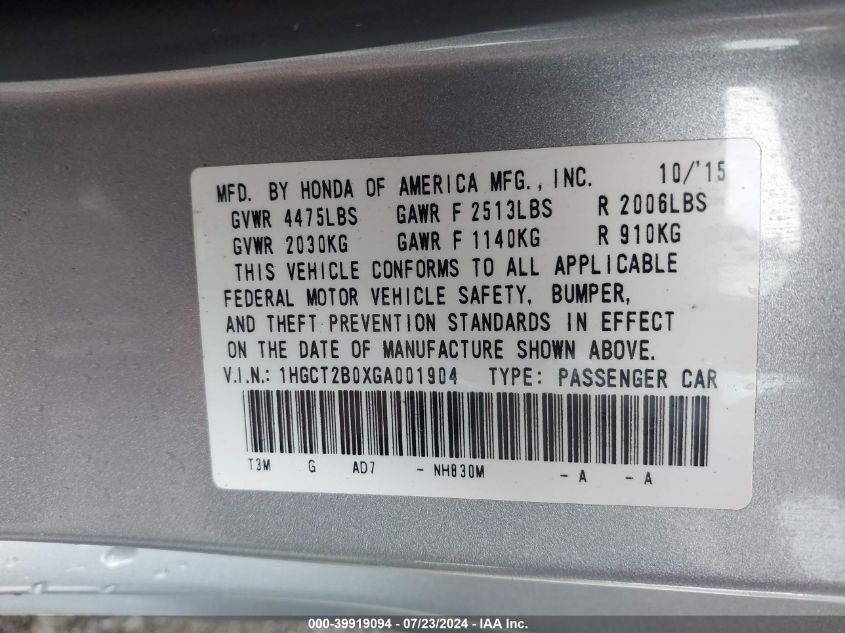 MFD. BY HONDA OF AMERICA MFG., INC. 10/'15
GVWR 4475LBS GAWR F 2513LBS R 2006LBS
GVWR 2030KG GAWR F 1140KG R 910KG
THIS VEHICLE CONFORMS TO ALL APPLICABLE
FEDERAL MOTOR VEHICLE SAFETY, BUMPER,
AND THEFT PREVENTION STANDARDS IN EFFECT
ON THE DATE OF MANUFACTURE SHOWN ABOVE.
V.I.N.: 1HGCT2B0XGA001904 TYPE: PASSENGER CAR
T3M G AD7 - NH830M - A - A
000-39919094 - 07/23/2024 - IAA Inc.